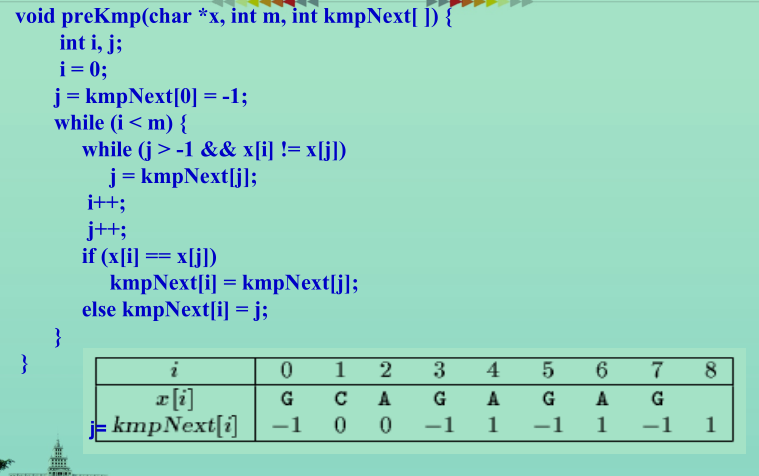 void preKmp(char *x, int m, int kmpNext[ ]) {
int i, j;
i = 0;
j = kmpNext[0] = -1;
while (i < m) {
while (j > -1 && x[i] != x[j])
j = kmpNext[j];
i++;
j++;
if (x[i] == x[j])
kmpNext[i] = kmpNext[j];
else kmpNext[i] = j;
}
}
i 0 1 2 3 4 5 6 7 8
x[i] G C A G A G A G
j= kmpNext[i] −1 0 0 −1 1 −1 1 −1 1